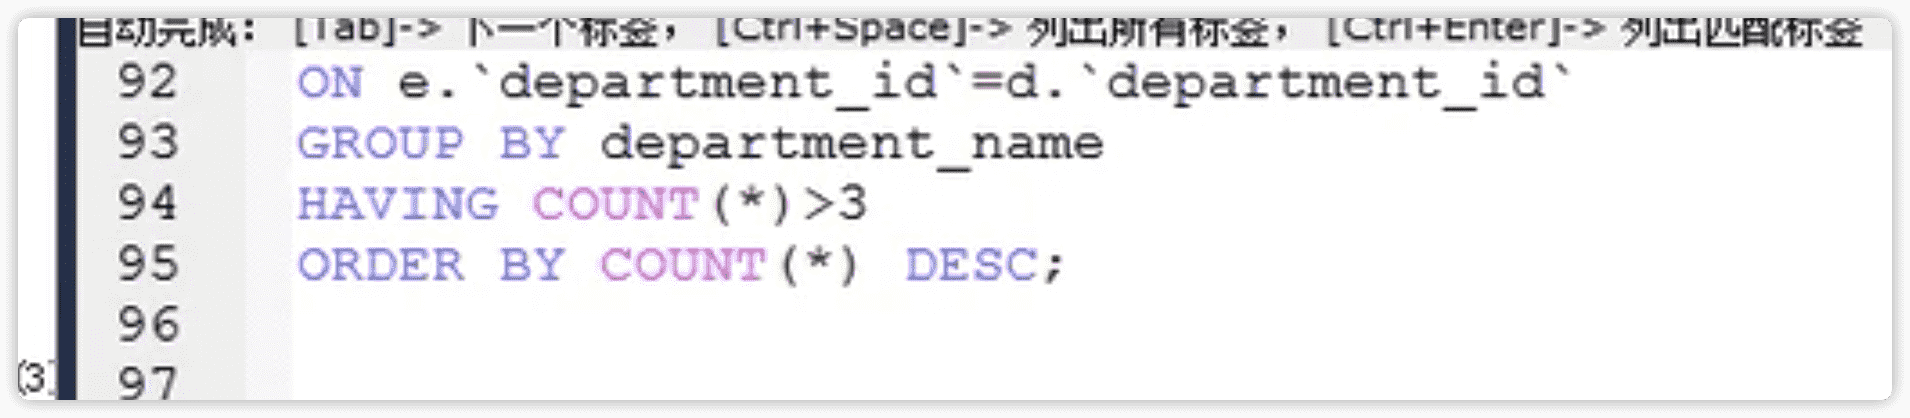 自动完成： [Tab]-> 下一个标签， [Ctrl+Space]-> 列出所有标签， [Ctrl+Enter]-> 列出匹配标签
92 ON e.`department_id`=d.`department_id`
93 GROUP BY department_name
94 HAVING COUNT(*)>3
95 ORDER BY COUNT(*) DESC;
96
(3) 97